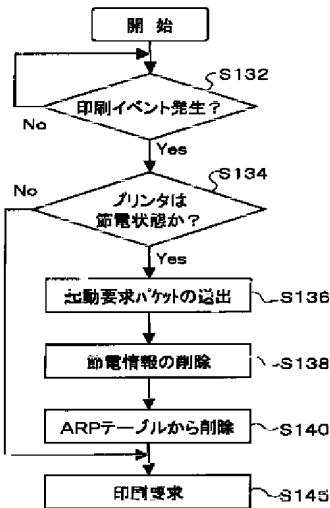 開 始
S132
印刷イベント発生？
No
Yes
S134
No
プリンタは
節電状態か？
Yes
起動要求パケットの送出
S136
節電情報の削除
S138
ARPテーブルから削除
S140
印刷要求
S145